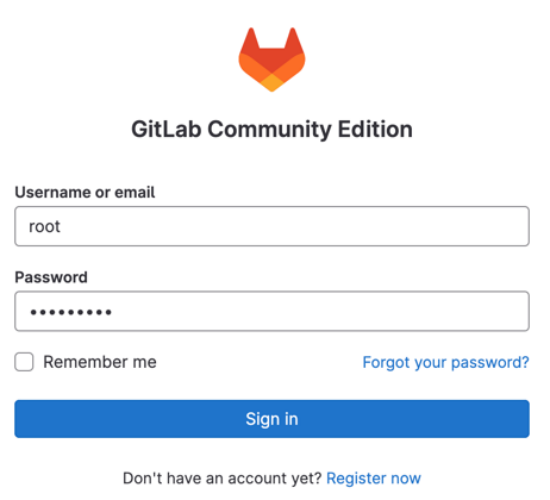 GitLab Community Edition
Username or email
root
Password
•••••••••
Remember me Forgot your password?
Sign in
Don't have an account yet? Register now